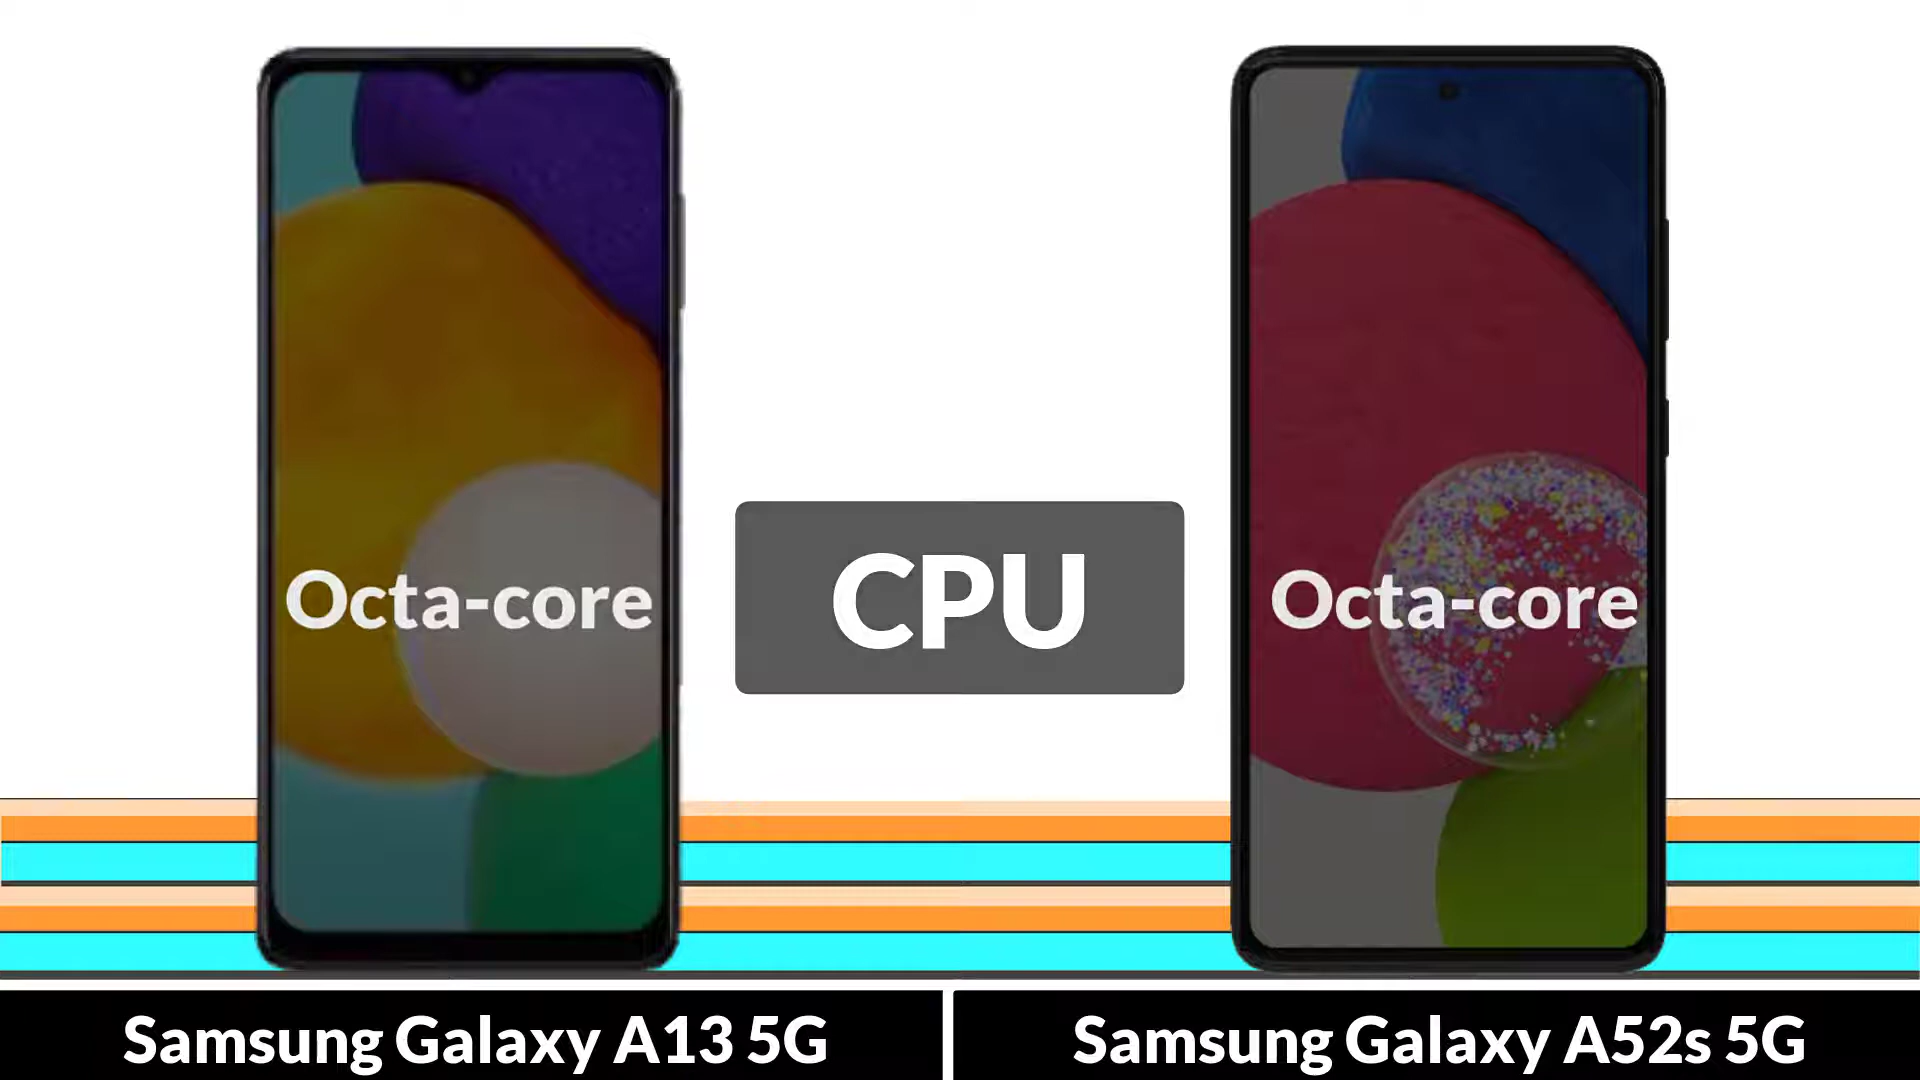 Octa-core
CPU
Octa-core
Samsung Galaxy A13 5G
Samsung Galaxy A52s 5G